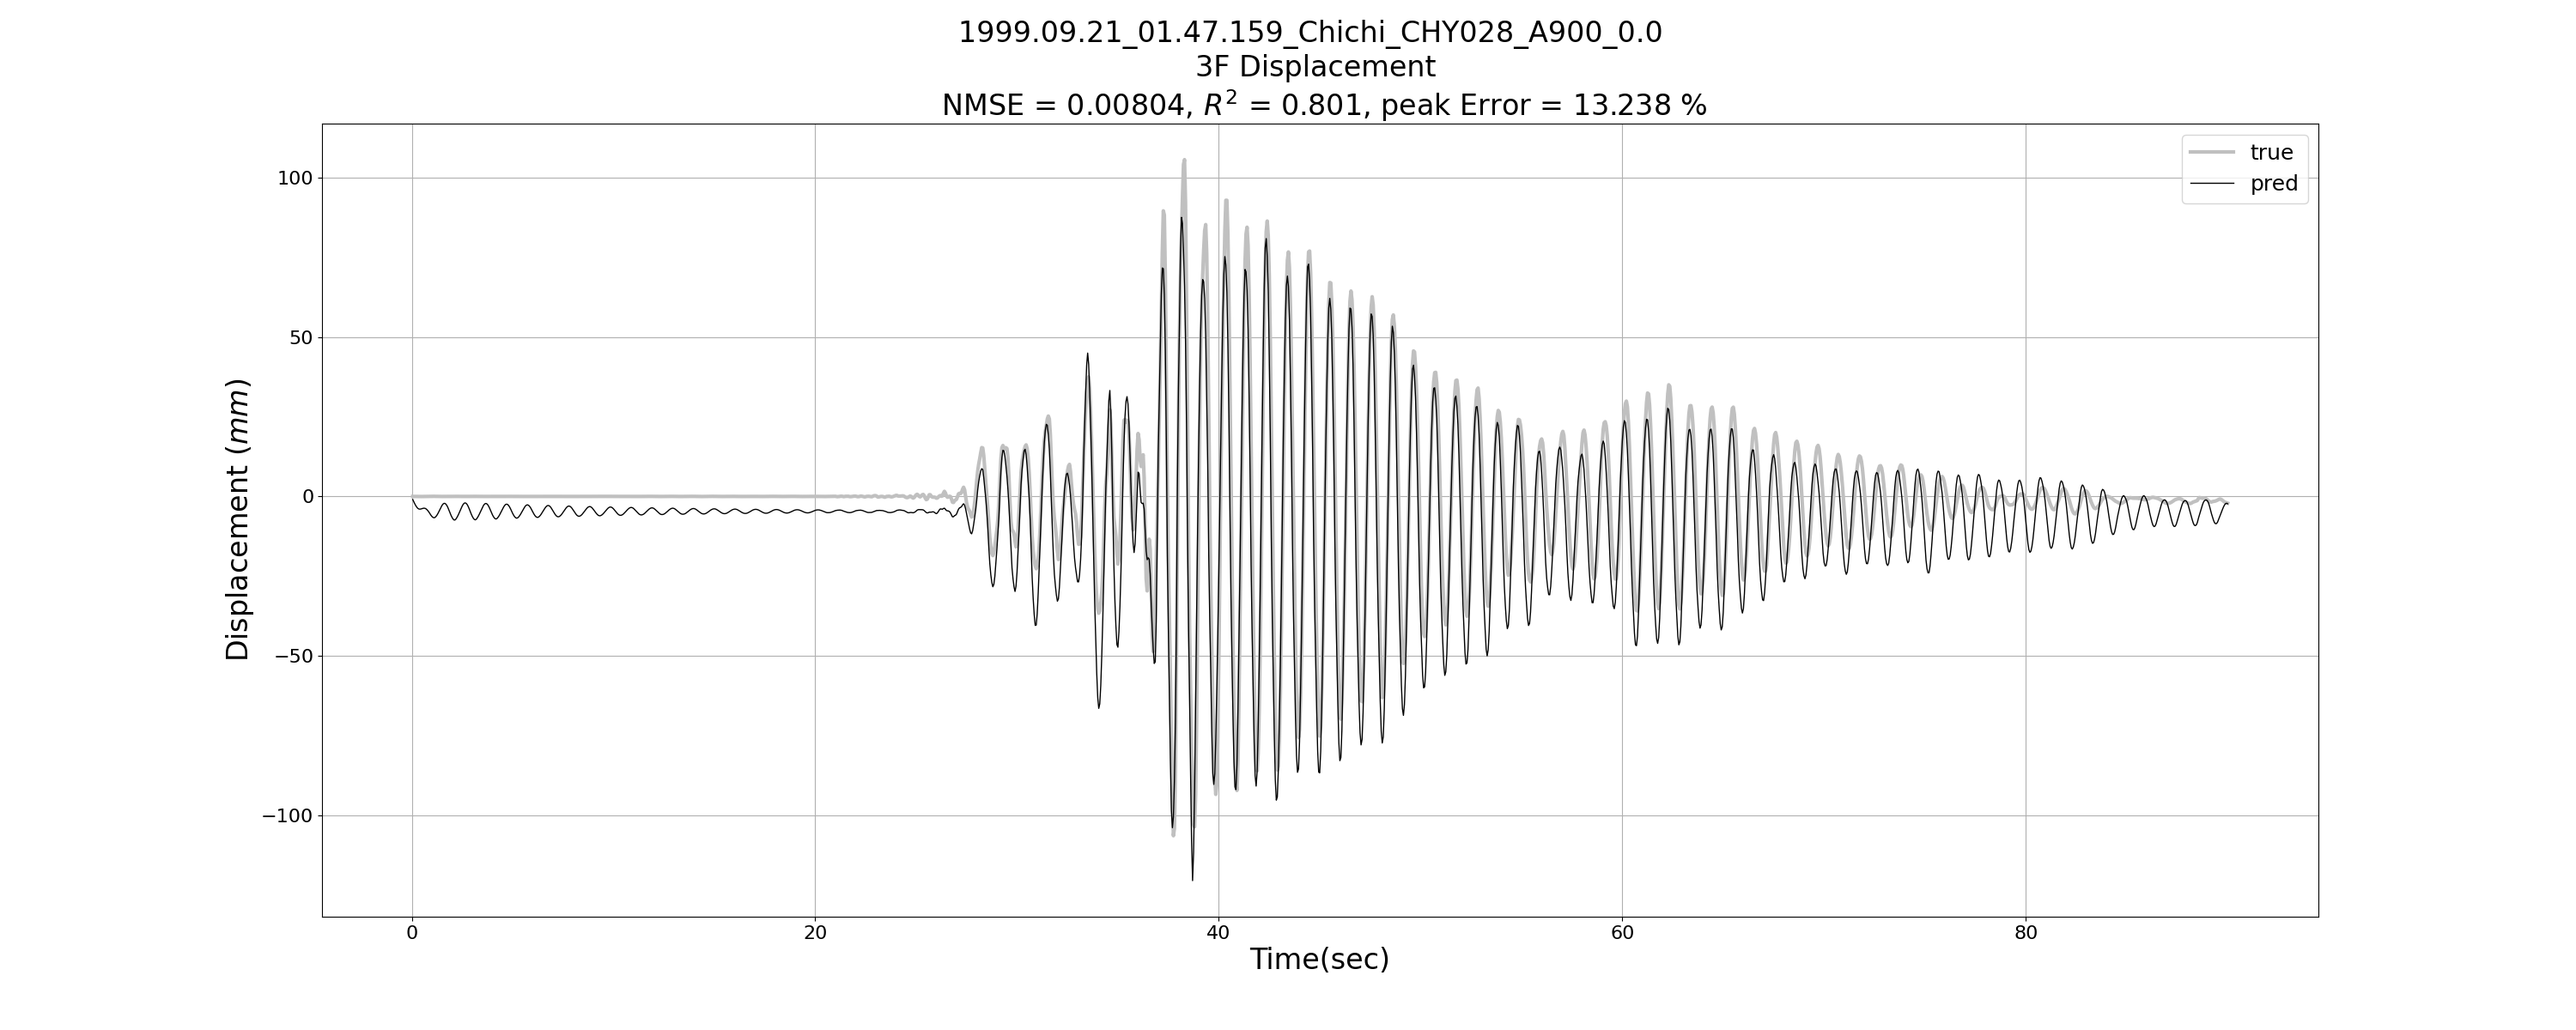 1999.09.21_01.47.159_Chichi_CHY028_A900_0.0
3F Displacement
NMSE = 0.00804, R² = 0.801, peak Error = 13.238 %
true
pred
100
50
0
−50
−100
Displacement (mm)
0
20
40
60
80
Time(sec)